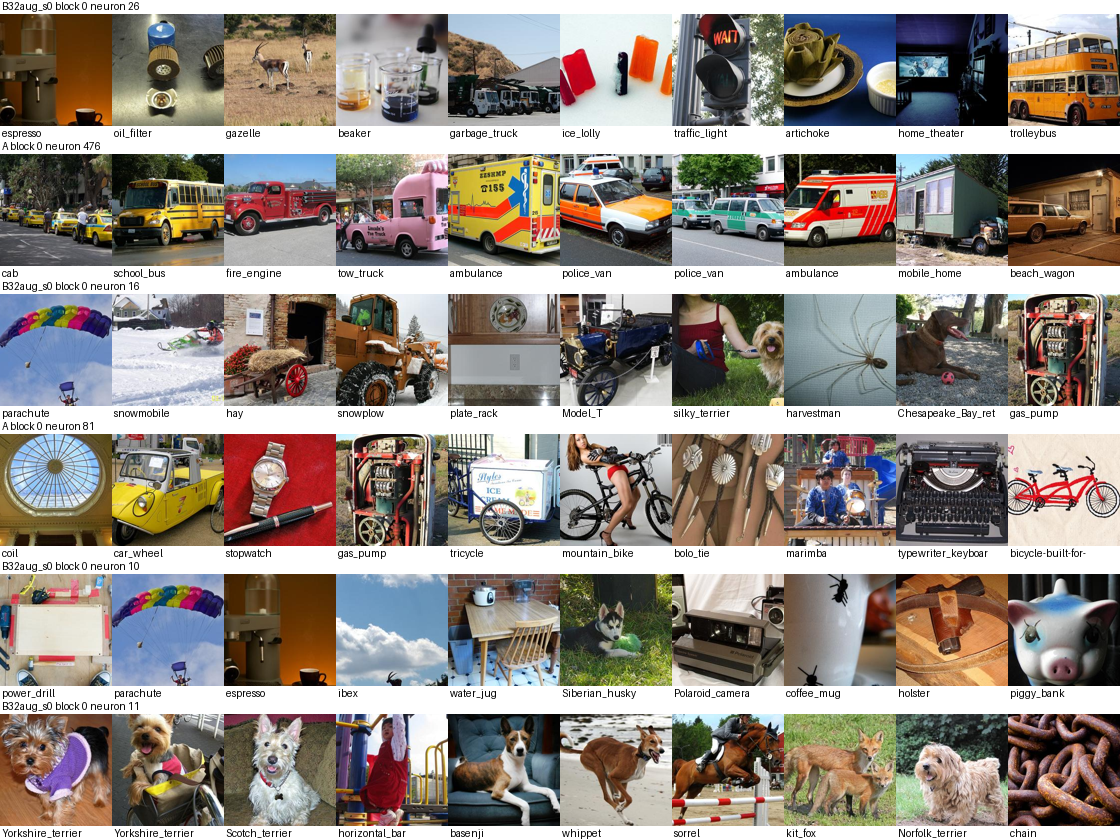 B32aug_s0 block 0 neuron 26
WAIT
espresso oil_filter gazelle beaker garbage_truck ice_lolly traffic_light artichoke home_theater trolleybus
A block 0 neuron 476
155
cab school_bus fire_engine tow_truck ambulance police_van police_van ambulance mobile_home beach_wagon
B32aug_s0 block 0 neuron 16
parachute snowmobile hay snowplow plate_rack Model_T silky_terrier harvestman Chesapeake_Bay_ret gas_pump
A block 0 neuron 81
ICE
coil car_wheel stopwatch gas_pump tricycle mountain_bike bolo_tie marimba typewriter_keyboar bicycle-built-for-
B32aug_s0 block 0 neuron 10
power_drill parachute espresso ibex water_jug Siberian_husky Polaroid_camera coffee_mug holster piggy_bank
B32aug_s0 block 0 neuron 11
Yorkshire_terrier Yorkshire_terrier Scotch_terrier horizontal_bar basenji whippet sorrel kit_fox Norfolk_terrier chain